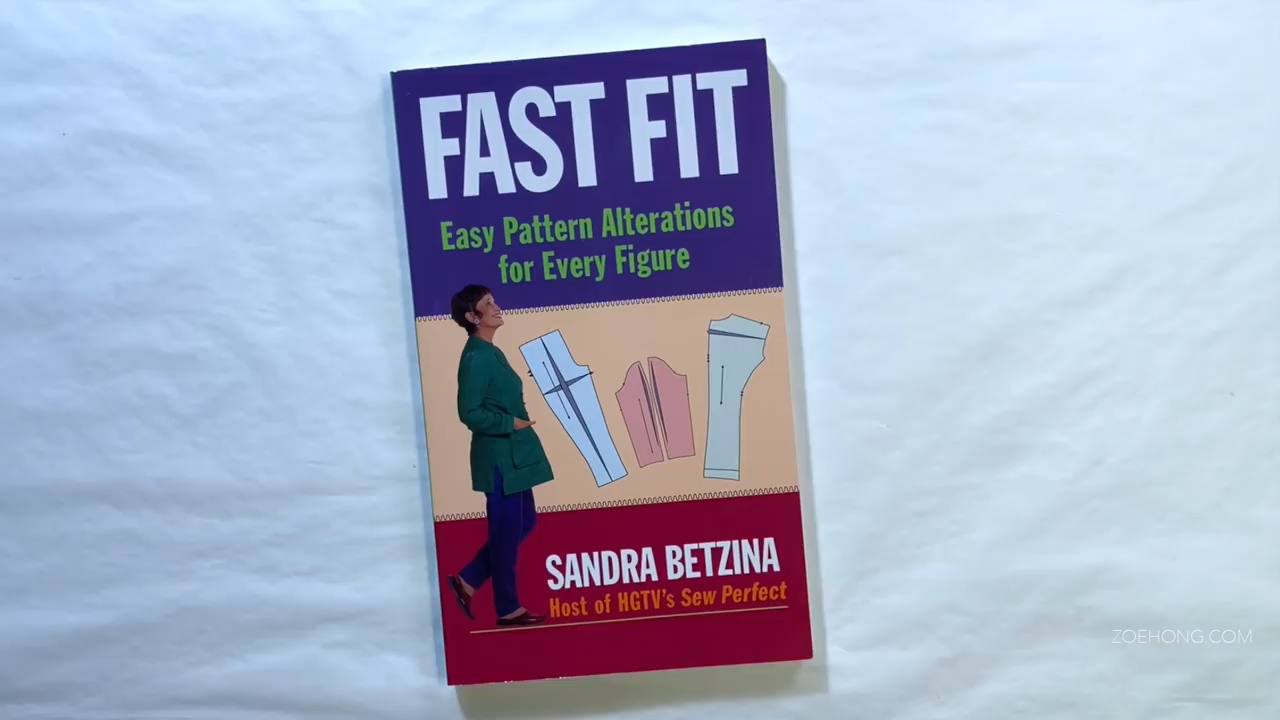 FAST FIT
Easy Pattern Alterations
for Every Figure
SANDRA BETZINA
Host of HGTV's Sew Perfect
ZOEHONG.COM